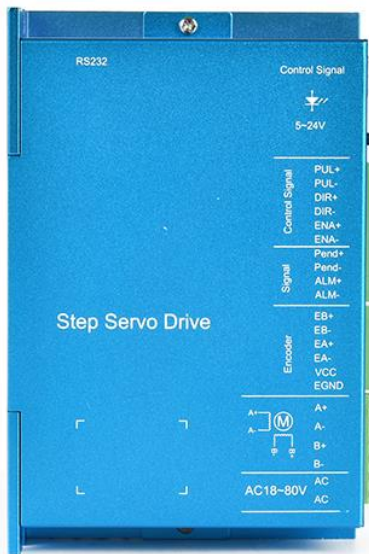 RS232
Control Signal
5~24V
Control Signal
PUL+
PUL-
DIR+
DIR-
ENA+
ENA-
Signal
Pend+
Pend-
ALM+
ALM-
Step Servo Drive
Encoder
EB+
EB-
EA+
EA-
VCC
EGND
A+
A-
M
B+
B-
A+
A-
B+
B-
AC18~80V
AC
AC